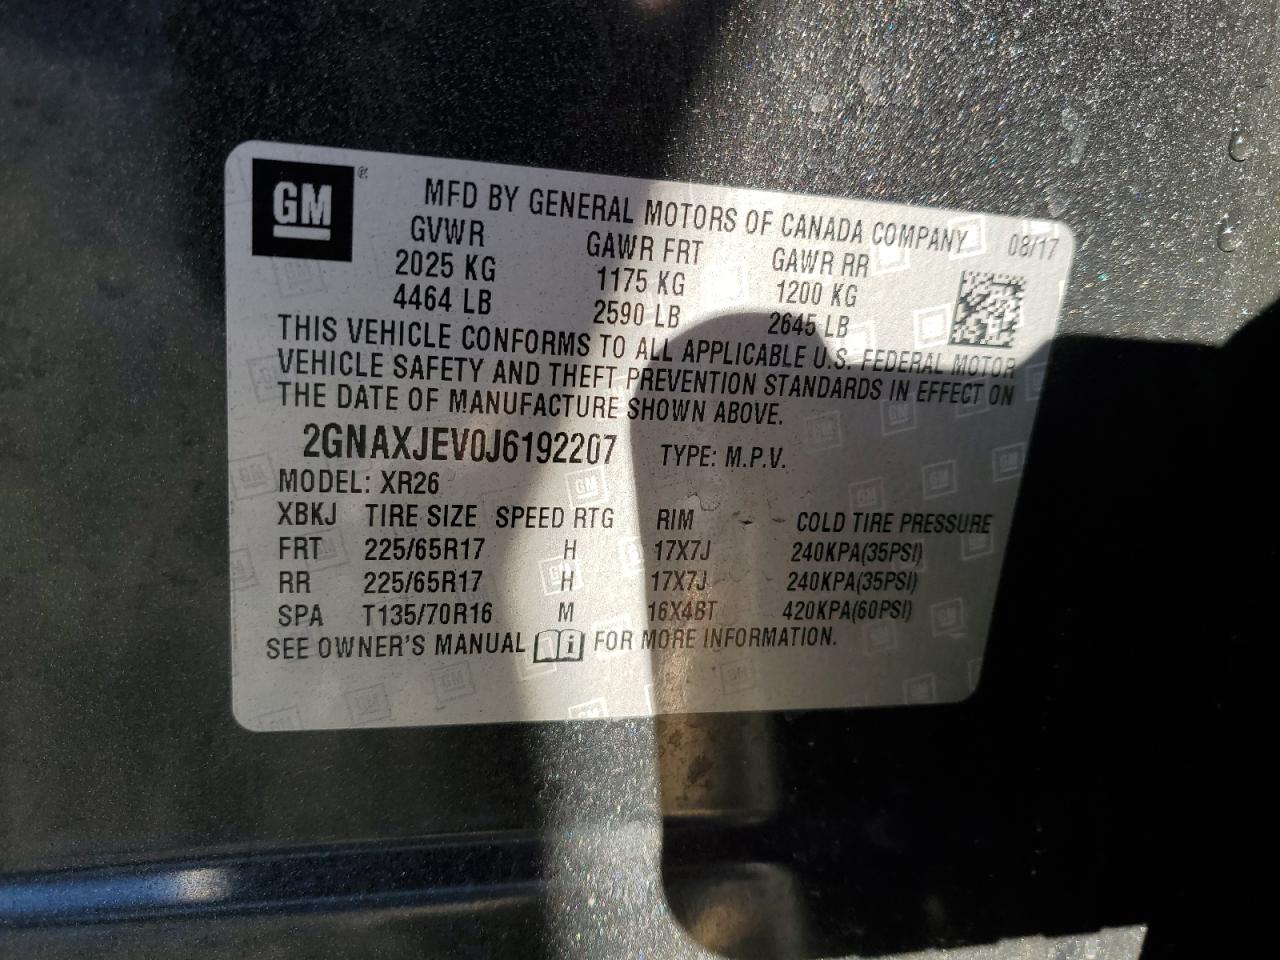 GM® MFD BY GENERAL MOTORS OF CANADA COMPANY 08/17
GVWR GAWR FRT GAWR RR
2025 KG 1175 KG 1200 KG
4464 LB 2590 LB 2645 LB
THIS VEHICLE CONFORMS TO ALL APPLICABLE U.S. FEDERAL MOTOR
VEHICLE SAFETY AND THEFT PREVENTION STANDARDS IN EFFECT ON
THE DATE OF MANUFACTURE SHOWN ABOVE.
2GNAXJEV0J6192207 TYPE: M.P.V.
MODEL: XR26
XBKJ TIRE SIZE SPEED RTG RIM COLD TIRE PRESSURE
FRT 225/65R17 H 17X7J 240KPA(35PSI)
RR 225/65R17 H 17X7J 240KPA(35PSI)
SPA T135/70R16 M 16X4BT 420KPA(60PSI)
SEE OWNER'S MANUAL FOR MORE INFORMATION.